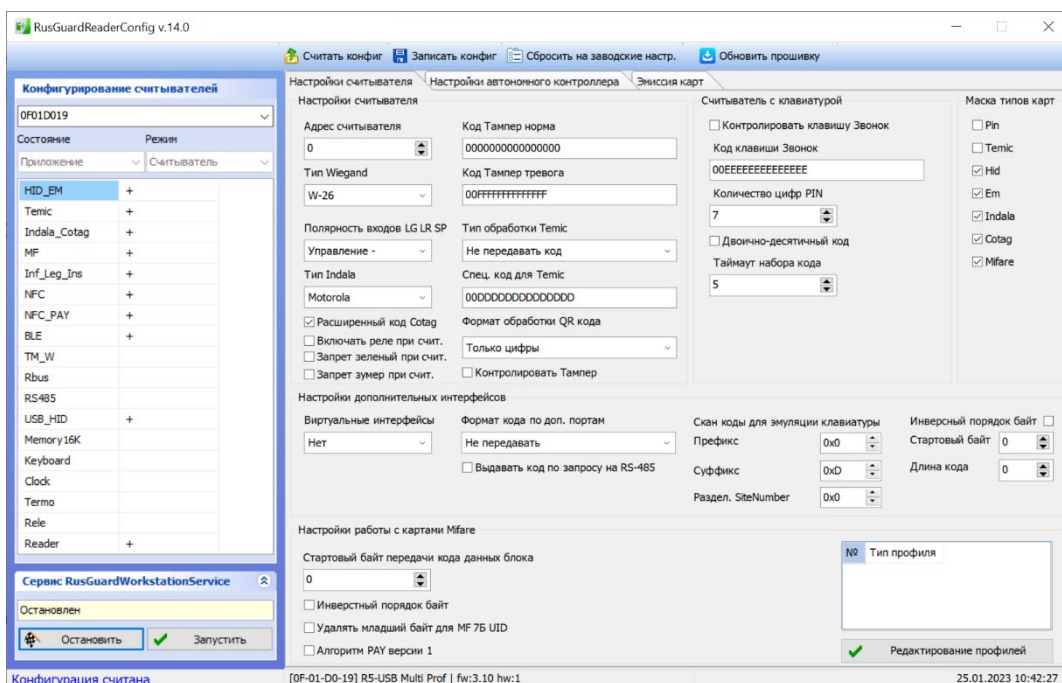 RusGuardReaderConfig v.14.0
Считать конфиг Записать конфиг Сбросить на заводские настр. Обновить прошивку
Конфигурирование считывателей
0F01D019
Состояние Режим
Приложение Считыватель
HID_EM +
Temic +
Indala_Cotag +
MF +
Inf_Leg_Ins +
NFC +
NFC_PAY +
BLE +
TM_W
Rbus
RS485
USB_HID +
Memory16K
Keyboard
Clock
Termo
Rele
Reader +
Сервис RusGuardWorkstationService
Остановлен
Остановить Запустить
Настройки считывателя Настройки автономного контроллера Эмиссия карт
Настройки считывателя
Адрес считывателя
0
Тип Wiegand
W-26
Полярность входов LG LR SP
Управление -
Тип Indala
Motorola
Расширенный код Cotag
Включать реле при счит.
Запрет зеленый при счит.
Запрет зумер при счит.
Код Тампер норма
0000000000000000
Код Тампер тревога
00FFFFFFFFFFFFFF
Тип обработки Temic
Не передавать код
Спец. код для Temic
00DDDDDDDDDDDDDD
Формат обработки QR кода
Только цифры
Контролировать Тампер
Считыватель с клавиатурой
Контролировать клавишу Звонок
Код клавиши Звонок
00EEEEEEEEEEEEEE
Количество цифр PIN
7
Двоично-десятичный код
Таймаут набора кода
5
Маска типов карт
Pin
Temic
Hid
Em
Indala
Cotag
Mifare
Настройки дополнительных интерфейсов
Виртуальные интерфейсы
Нет
Формат кода по доп. портам
Не передавать
Выдавать код по запросу на RS-485
Скан коды для эмуляции клавиатуры
Префикс 0x0
Суффикс 0xD
Раздел. SiteNumber 0x0
Инверсный порядок байт
Стартовый байт 0
Длина кода 0
Настройки работы с картами Mifare
Стартовый байт передачи кода данных блока
0
Инверстный порядок байт
Удалять младший байт для MF 7Б UID
Алгоритм PAY версии 1
№ Тип профиля
Редактирование профилей
Конфигурация считана
[0F-01-D0-19] R5-USB Multi Prof | fw:3.10 hw:1
25.01.2023 10:42:27